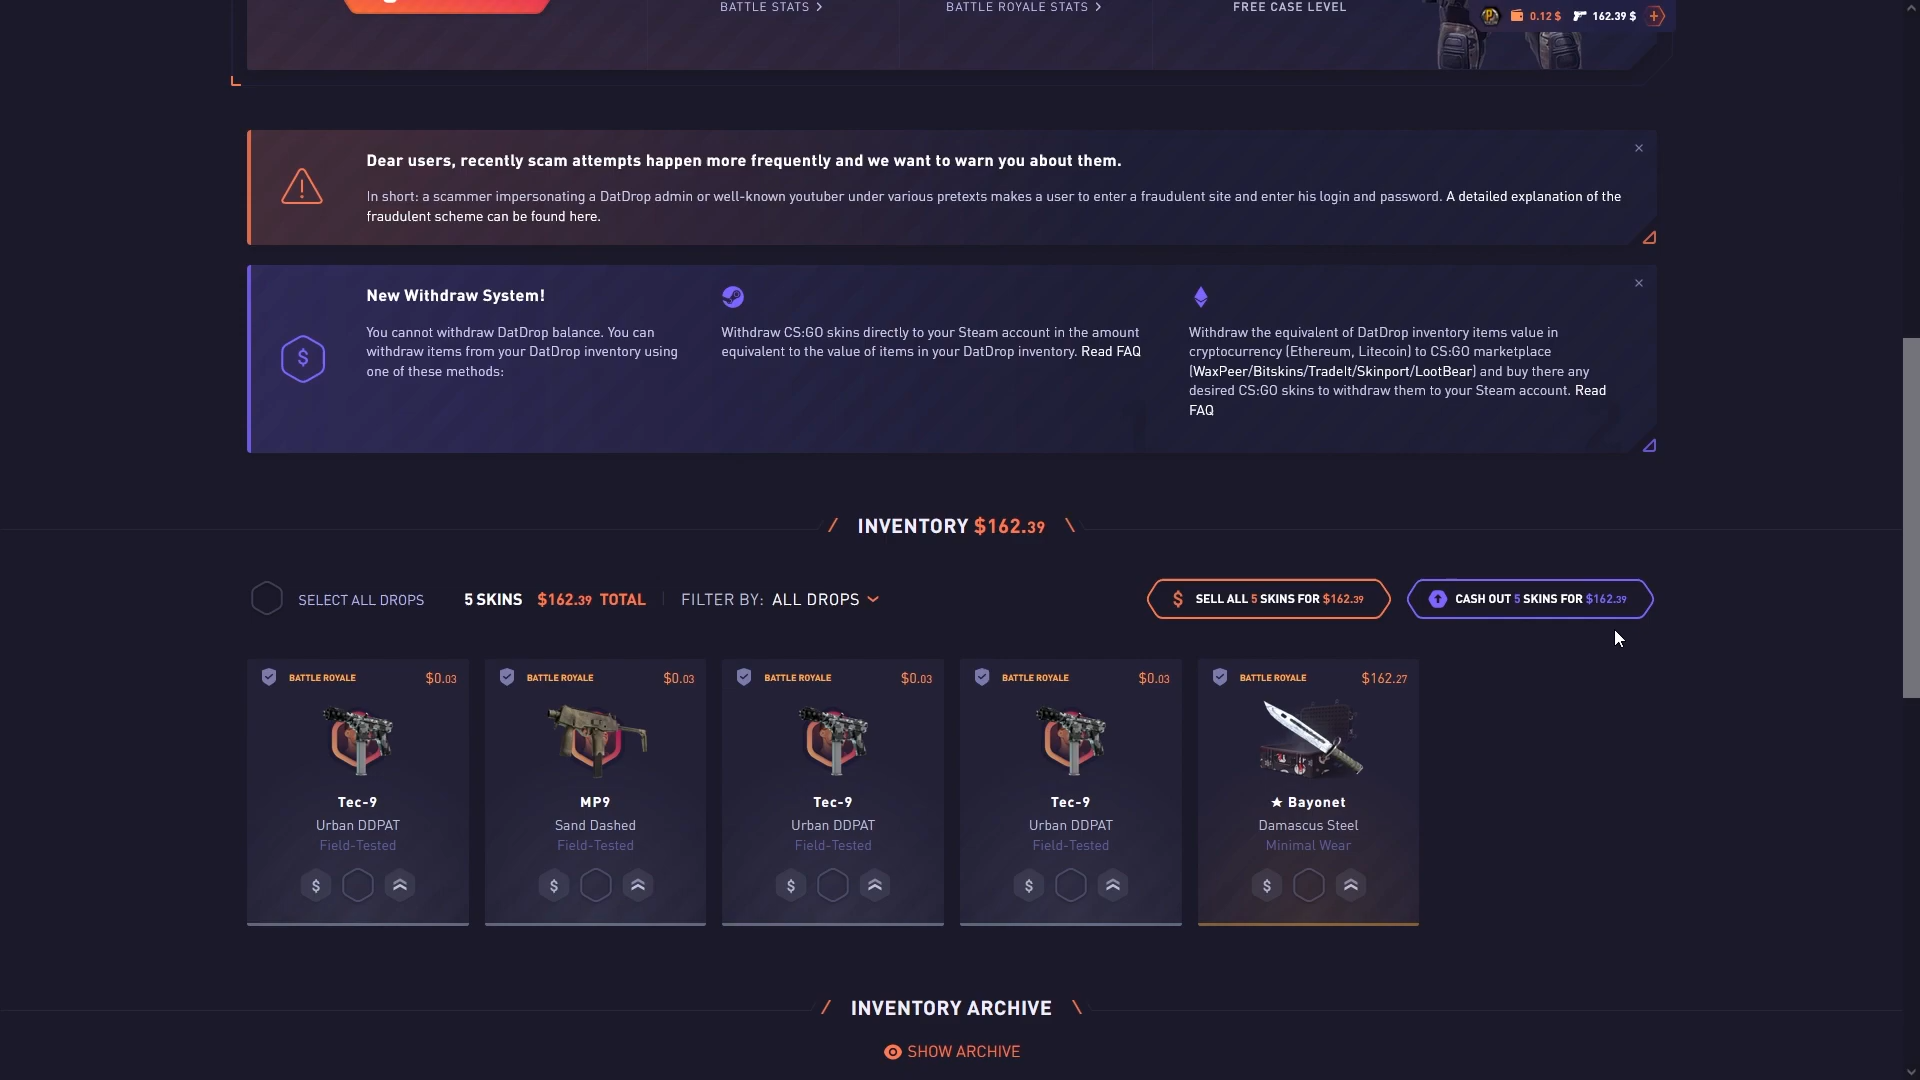 BATTLE STATS >
BATTLE ROYALE STATS >
FREE CASE LEVEL
0.12 $
162.39 $
Dear users, recently scam attempts happen more frequently and we want to warn you about them.
In short: a scammer impersonating a DatDrop admin or well-known youtuber under various pretexts makes a user to enter a fraudulent site and enter his login and password. A detailed explanation of the
fraudulent scheme can be found here.
New Withdraw System!
You cannot withdraw DatDrop balance. You can
withdraw items from your DatDrop inventory using
one of these methods:
Withdraw CS:GO skins directly to your Steam account in the amount
equivalent to the value of items in your DatDrop inventory. Read FAQ
1
Withdraw the equivalent of DatDrop inventory items value in
cryptocurrency (Ethereum, Litecoin) to CS:GO marketplace
(WaxPeer/Bitskins/TradeIt/Skinport/LootBear) and buy there any
desired CS:GO skins to withdraw them to your Steam account. Read
FAQ
2
INVENTORY $162.39
SELECT ALL DROPS
5 SKINS $162.39 TOTAL
FILTER BY: ALL DROPS
$ SELL ALL 5 SKINS FOR $162.39
CASH OUT 5 SKINS FOR $162.39
BATTLE ROYALE $0.03
Tec-9
Urban DDPAT
Field-Tested
$
BATTLE ROYALE $0.03
MP9
Sand Dashed
Field-Tested
$
BATTLE ROYALE $0.03
Tec-9
Urban DDPAT
Field-Tested
$
BATTLE ROYALE $0.03
Tec-9
Urban DDPAT
Field-Tested
$
BATTLE ROYALE $162.27
★ Bayonet
Damascus Steel
Minimal Wear
$
INVENTORY ARCHIVE
SHOW ARCHIVE